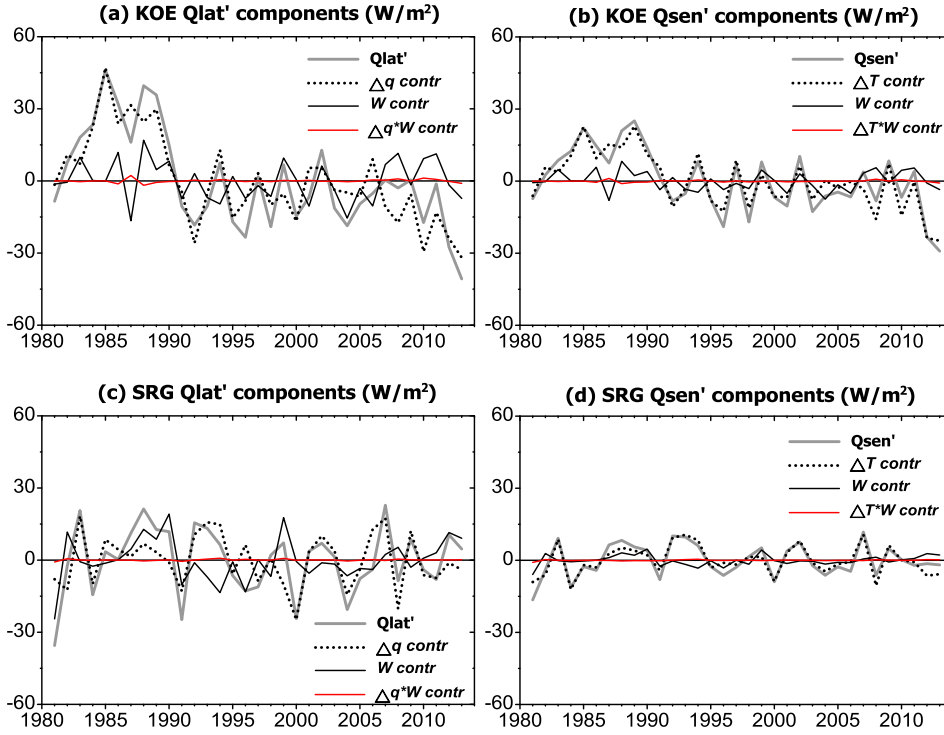 (a) KOE Qlat' components (W/m²)
60
30
0
-30
-60
1980 1985 1990 1995 2000 2005 2010
Qlat'
△q contr
W contr
△q*W contr
(b) KOE Qsen' components (W/m²)
60
30
0
-30
-60
1980 1985 1990 1995 2000 2005 2010
Qsen'
△T contr
W contr
△T*W contr
(c) SRG Qlat' components (W/m²)
60
30
0
-30
-60
1980 1985 1990 1995 2000 2005 2010
Qlat'
△q contr
W contr
△q*W contr
(d) SRG Qsen' components (W/m²)
60
30
0
-30
-60
1980 1985 1990 1995 2000 2005 2010
Qsen'
△T contr
W contr
△T*W contr